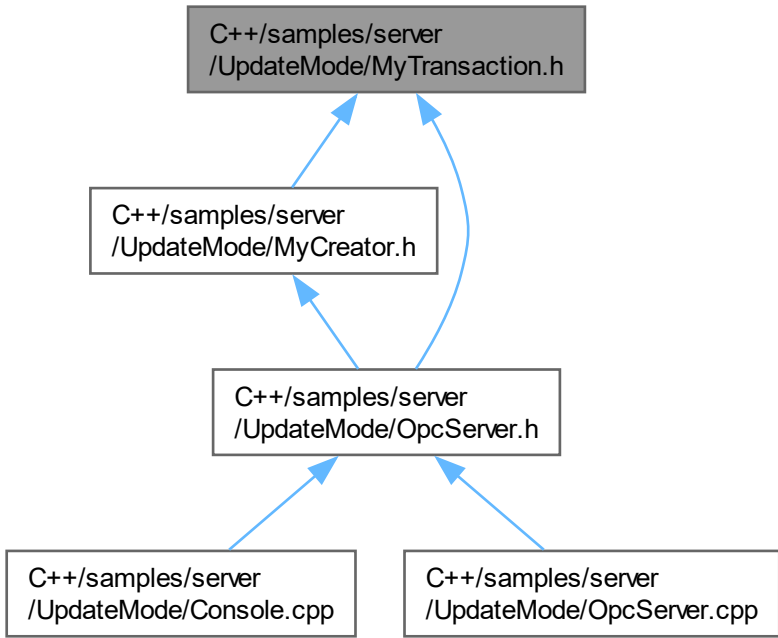 C++/samples/server
/UpdateMode/MyTransaction.h
C++/samples/server
/UpdateMode/MyCreator.h
C++/samples/server
/UpdateMode/OpcServer.h
C++/samples/server
/UpdateMode/Console.cpp
C++/samples/server
/UpdateMode/OpcServer.cpp